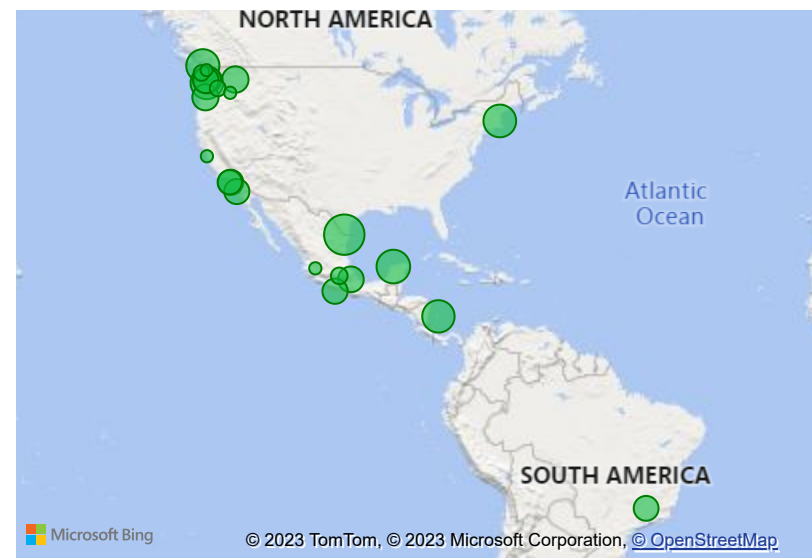 NORTH AMERICA
Atlantic
Ocean
SOUTH AMERICA
Microsoft Bing
© 2023 TomTom, © 2023 Microsoft Corporation, © OpenStreetMap